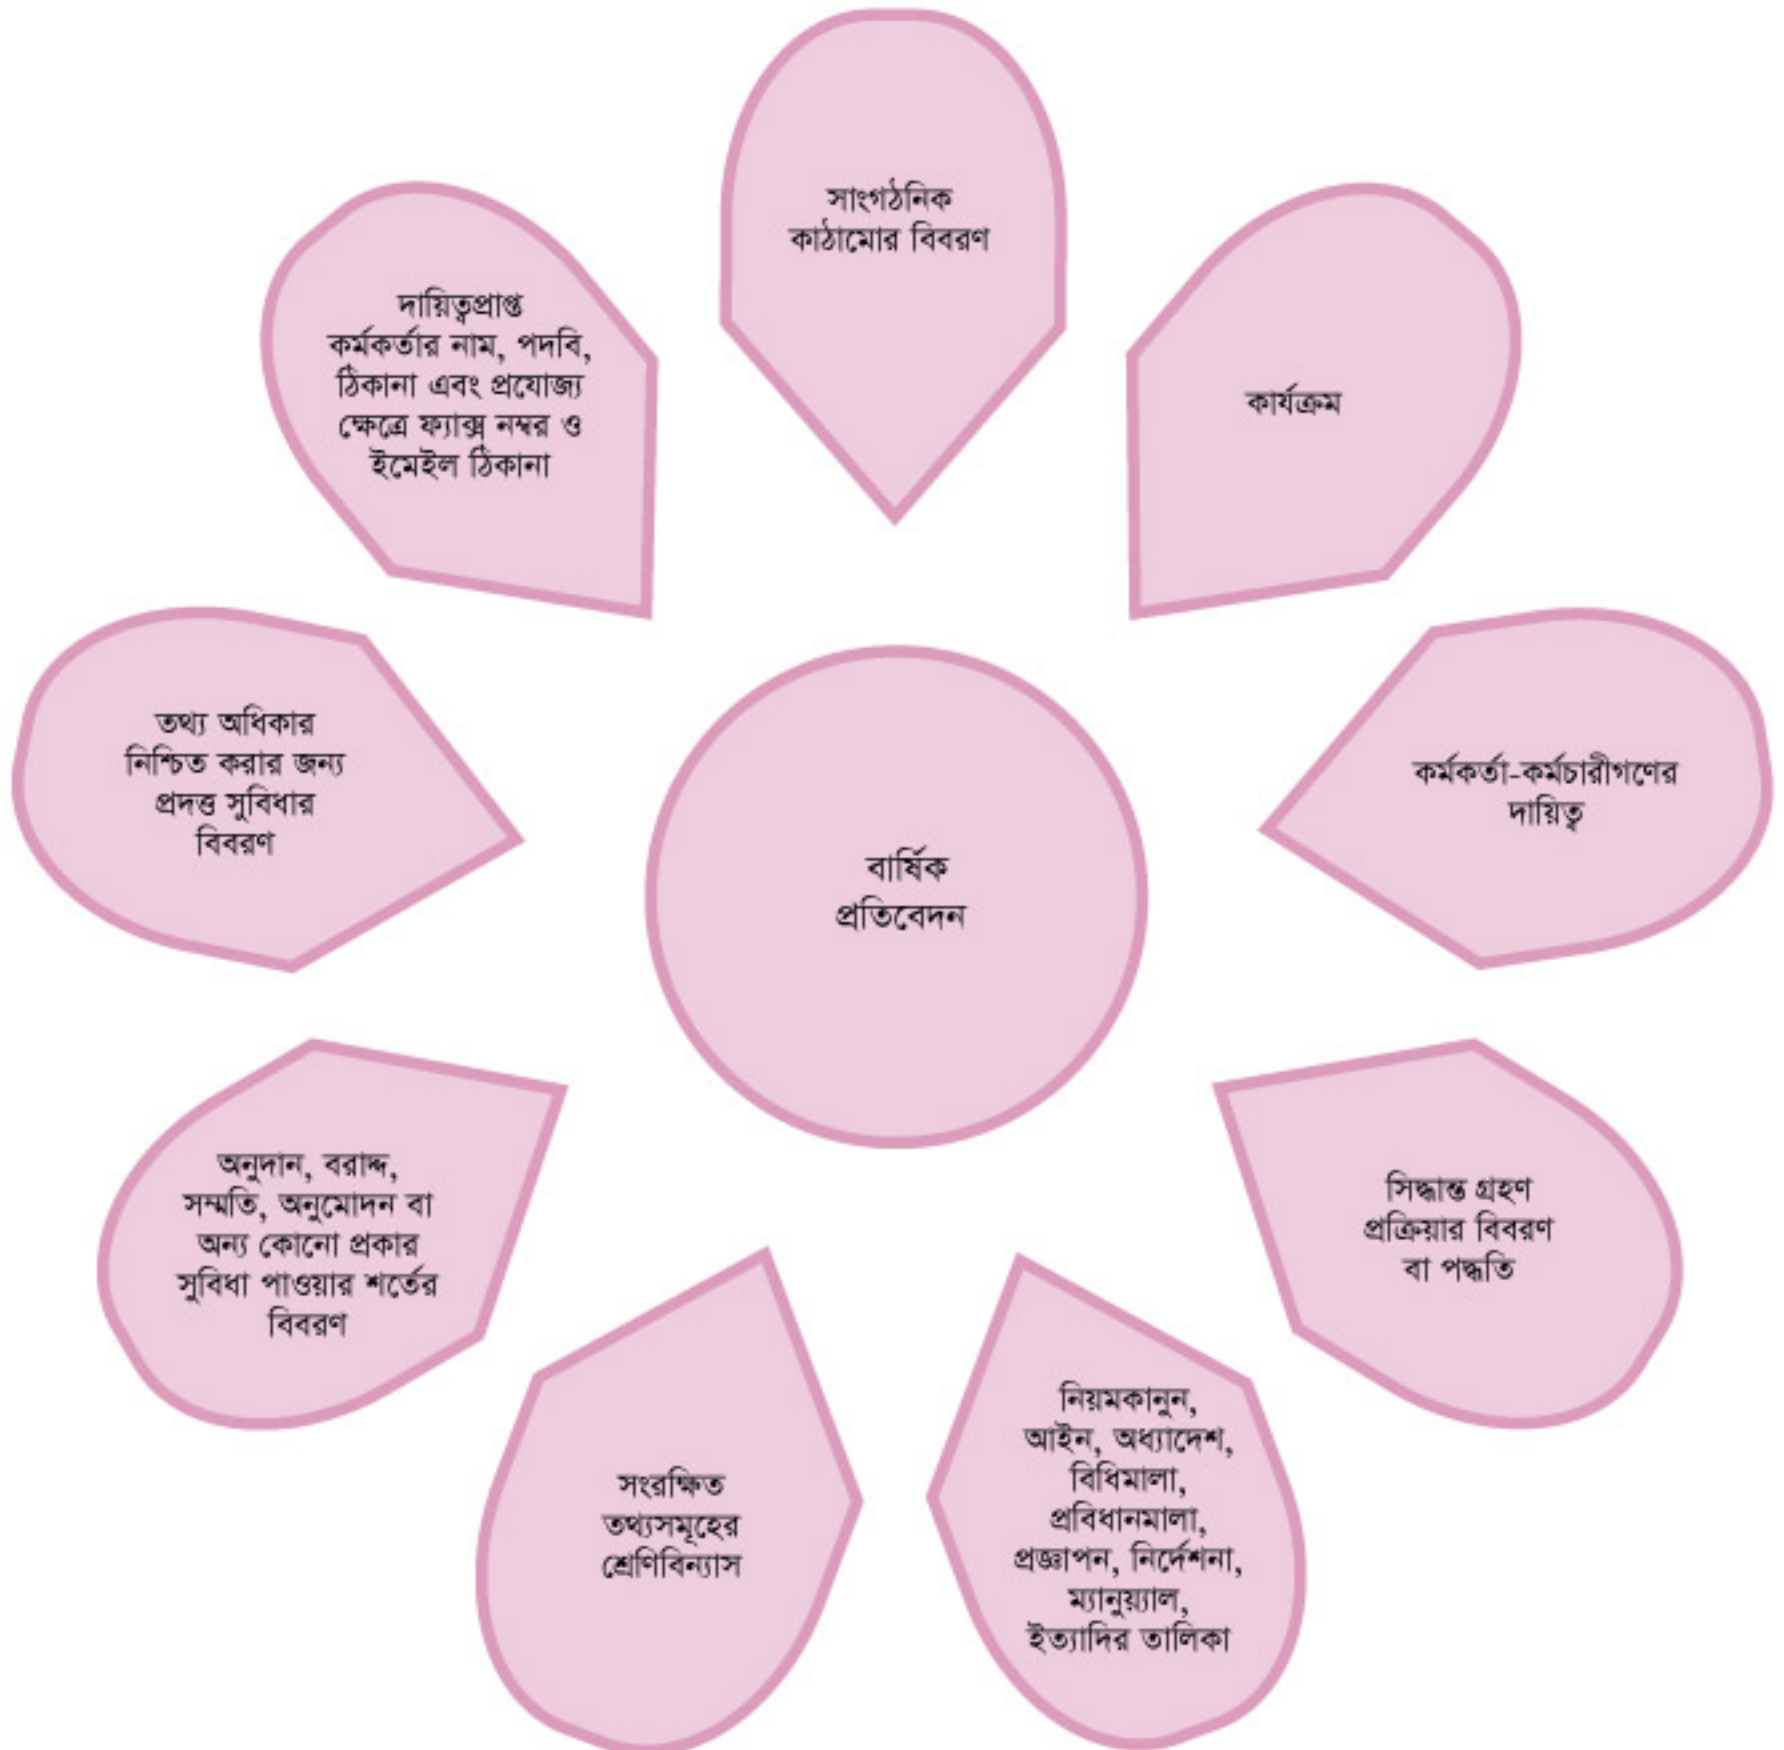 সাংগঠনিক
কাঠামোর বিবরণ
কার্যক্রম
কর্মকর্তা-কর্মচারীগণের
দায়িত্ব
সিদ্ধান্ত গ্রহণ
প্রক্রিয়ার বিবরণ
বা পদ্ধতি
নিয়মকানুন,
আইন, অধ্যাদেশ,
বিধিমালা,
প্রবিধানমালা,
প্রজ্ঞাপন, নির্দেশনা,
ম্যানুয়্যাল,
ইত্যাদির তালিকা
সংরক্ষিত
তথ্যসমূহের
শ্রেণিবিন্যাস
অনুদান, বরাদ্দ,
সম্মতি, অনুমোদন বা
অন্য কোনো প্রকার
সুবিধা পাওয়ার শর্তের
বিবরণ
তথ্য অধিকার
নিশ্চিত করার জন্য
প্রদত্ত সুবিধার
বিবরণ
দায়িত্বপ্রাপ্ত
কর্মকর্তার নাম, পদবি,
ঠিকানা এবং প্রযোজ্য
ক্ষেত্রে ফ্যাক্স নম্বর ও
ইমেইল ঠিকানা
বার্ষিক
প্রতিবেদন